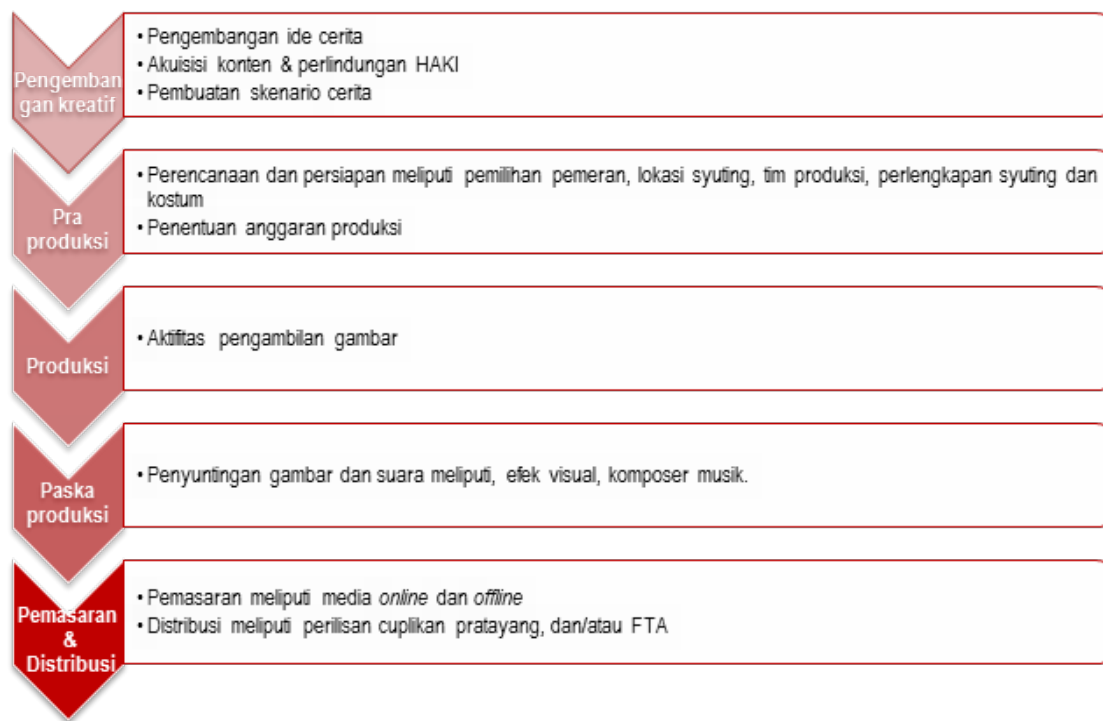 Pengemban
gan kreatif
• Pengembangan ide cerita
• Akuisisi konten & perlindungan HAKI
• Pembuatan skenario cerita
Pra
produksi
• Perencanaan dan persiapan meliputi pemilihan pemeran, lokasi syuting, tim produksi, perlengkapan syuting dan
kostum
• Penentuan anggaran produksi
Produksi
• Aktifitas pengambilan gambar
Paska
produksi
• Penyuntingan gambar dan suara meliputi, efek visual, komposer musik.
Pemasaran
&
Distribusi
• Pemasaran meliputi media online dan offline
• Distribusi meliputi perilisan cuplikan pratayang, dan/atau FTA